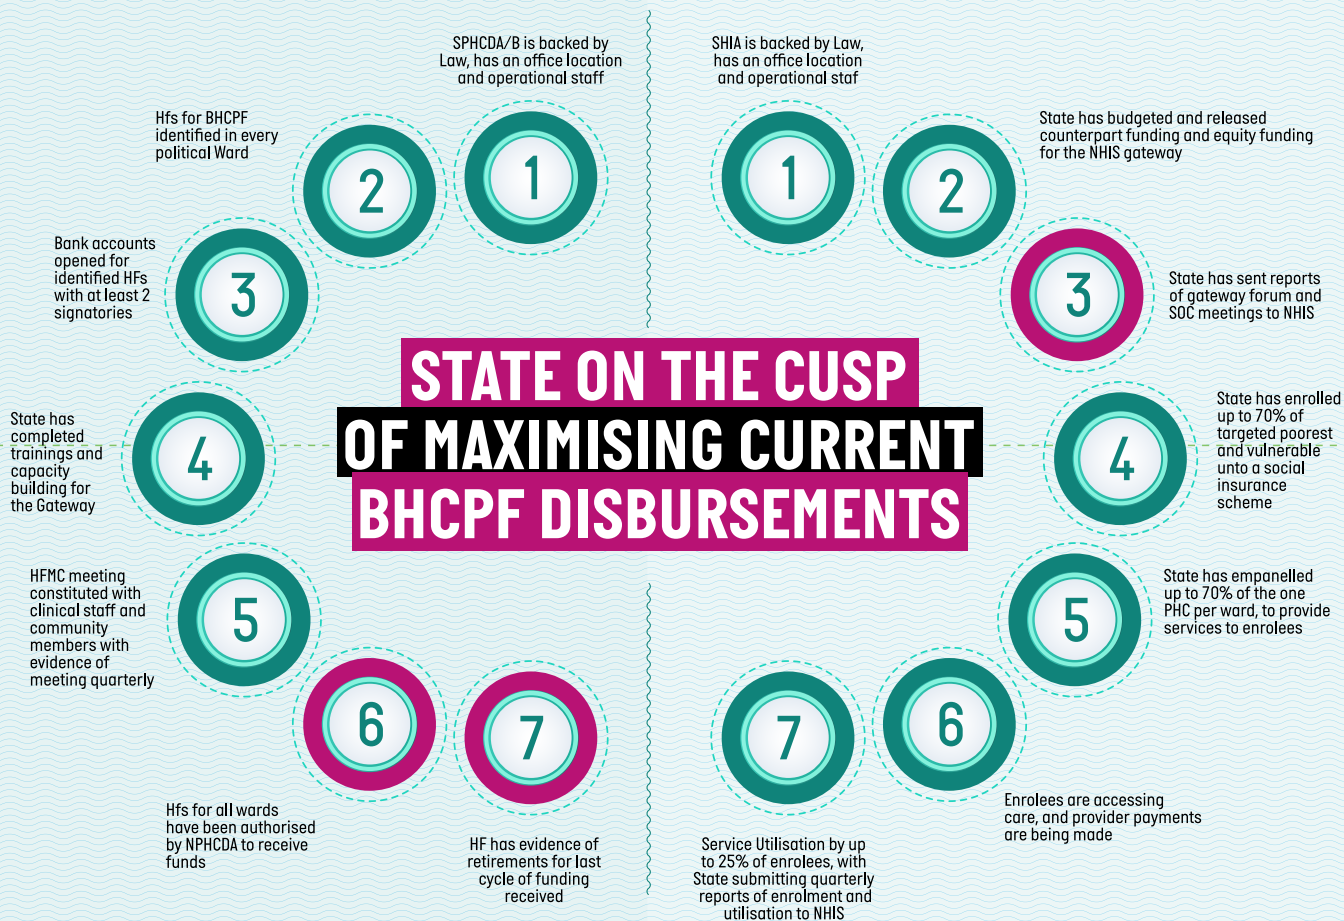 SPHCDA/B is backed by
Law, has an office location
and operational staff
1
Hfs for BHCPF
identified in every
political Ward
2
Bank accounts
opened for
identified HFs
with at least 2
signatories
3
State has
completed
trainings and
capacity
building for
the Gateway
4
HFMC meeting
constituted with
clinical staff and
community
members with
evidence of
meeting quarterly
5
6
Hfs for all wards
have been authorised
by NPHCDA to receive
funds
7
HF has evidence of
retirements for last
cycle of funding
received
STATE ON THE CUSP
OF MAXIMISING CURRENT
BHCPF DISBURSEMENTS
SHIA is backed by Law,
has an office location
and operational staf
1
State has budgeted and released
counterpart funding and equity funding
for the NHIS gateway
2
3
State has sent reports
of gateway forum and
SOC meetings to NHIS
4
State has enrolled
up to 70% of
targeted poorest
and vulnerable
unto a social
insurance
scheme
5
State has empanelled
up to 70% of the one
PHC per ward, to provide
services to enrolees
6
Enrolees are accessing
care, and provider payments
are being made
7
Service Utilisation by up
to 25% of enrolees, with
State submitting quarterly
reports of enrolment and
utilisation to NHIS